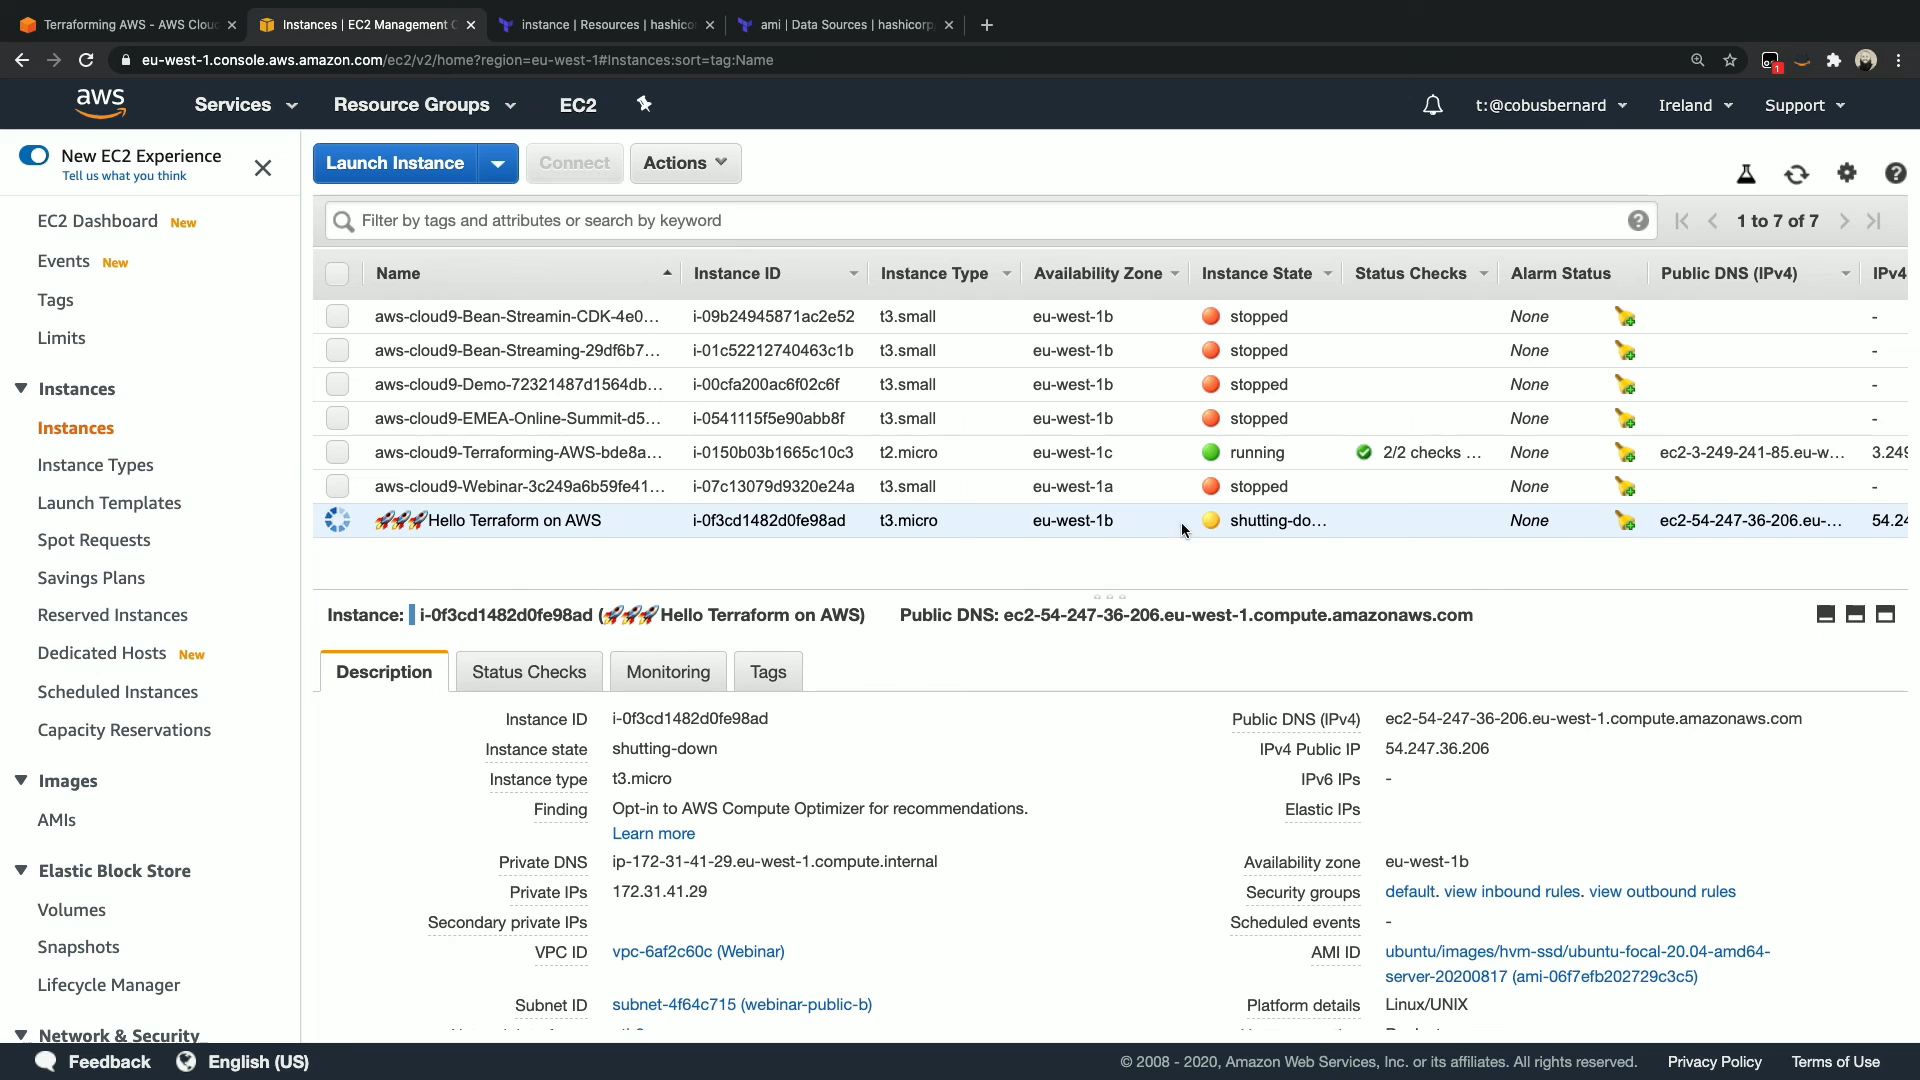 Terraforming AWS - AWS Clou
Instances | EC2 Management C
instance | Resources | hashico
ami | Data Sources | hashicorp
eu-west-1.console.aws.amazon.com/ec2/v2/home?region=eu-west-1#Instances:sort=tag:Name
1
aws
Services
Resource Groups
EC2
t:@cobusbernard
Ireland
Support
New EC2 Experience
Tell us what you think
EC2 Dashboard New
Events New
Tags
Limits
Instances
Instances
Instance Types
Launch Templates
Spot Requests
Savings Plans
Reserved Instances
Dedicated Hosts New
Scheduled Instances
Capacity Reservations
Images
AMIs
Elastic Block Store
Volumes
Snapshots
Lifecycle Manager
Network & Security
Launch Instance
Connect
Actions
Filter by tags and attributes or search by keyword
1 to 7 of 7
Name Instance ID Instance Type Availability Zone Instance State Status Checks Alarm Status Public DNS (IPv4) IPv4
aws-cloud9-Bean-Streamin-CDK-4e0... i-09b24945871ac2e52 t3.small eu-west-1b stopped None -
aws-cloud9-Bean-Streaming-29df6b7... i-01c52212740463c1b t3.small eu-west-1b stopped None -
aws-cloud9-Demo-72321487d1564db... i-00cfa200ac6f02c6f t3.small eu-west-1b stopped None -
aws-cloud9-EMEA-Online-Summit-d5... i-0541115f5e90abb8f t3.small eu-west-1b stopped None -
aws-cloud9-Terraforming-AWS-bde8a... i-0150b03b1665c10c3 t2.micro eu-west-1c running 2/2 checks ... None ec2-3-249-241-85.eu-w... 3.249
aws-cloud9-Webinar-3c249a6b59fe41... i-07c13079d9320e24a t3.small eu-west-1a stopped None -
🚀🚀🚀Hello Terraform on AWS i-0f3cd1482d0fe98ad t3.micro eu-west-1b shutting-do... None ec2-54-247-36-206.eu-... 54.24
Instance: i-0f3cd1482d0fe98ad (🚀🚀🚀Hello Terraform on AWS) Public DNS: ec2-54-247-36-206.eu-west-1.compute.amazonaws.com
Description
Status Checks
Monitoring
Tags
Instance ID i-0f3cd1482d0fe98ad
Instance state shutting-down
Instance type t3.micro
Finding Opt-in to AWS Compute Optimizer for recommendations.
Learn more
Private DNS ip-172-31-41-29.eu-west-1.compute.internal
Private IPs 172.31.41.29
Secondary private IPs
VPC ID vpc-6af2c60c (Webinar)
Subnet ID subnet-4f64c715 (webinar-public-b)
Public DNS (IPv4) ec2-54-247-36-206.eu-west-1.compute.amazonaws.com
IPv4 Public IP 54.247.36.206
IPv6 IPs -
Elastic IPs
Availability zone eu-west-1b
Security groups default. view inbound rules. view outbound rules
Scheduled events -
AMI ID ubuntu/images/hvm-ssd/ubuntu-focal-20.04-amd64-
server-20200817 (ami-06f7efb202729c3c5)
Platform details Linux/UNIX
Feedback
English (US)
© 2008 - 2020, Amazon Web Services, Inc. or its affiliates. All rights reserved.
Privacy Policy
Terms of Use